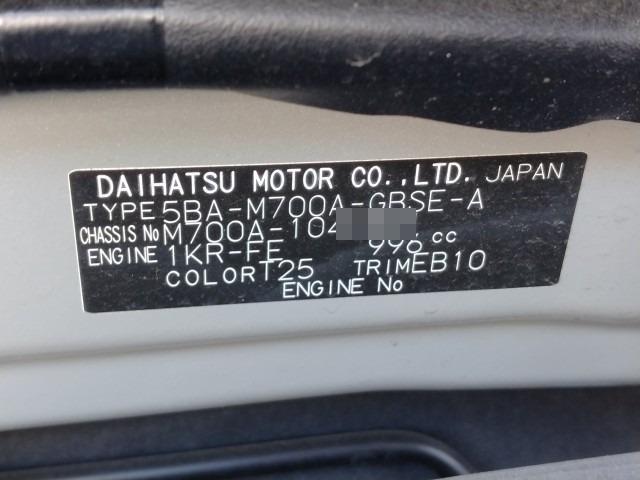 DAIHATSU MOTOR CO.,LTD. JAPAN
TYPE 5BA-M700A-GBSE-A
CHASSIS No M700A-104
ENGINE 1KR-FE 996 cc
COLOR T25 TRIM EB10
ENGINE No